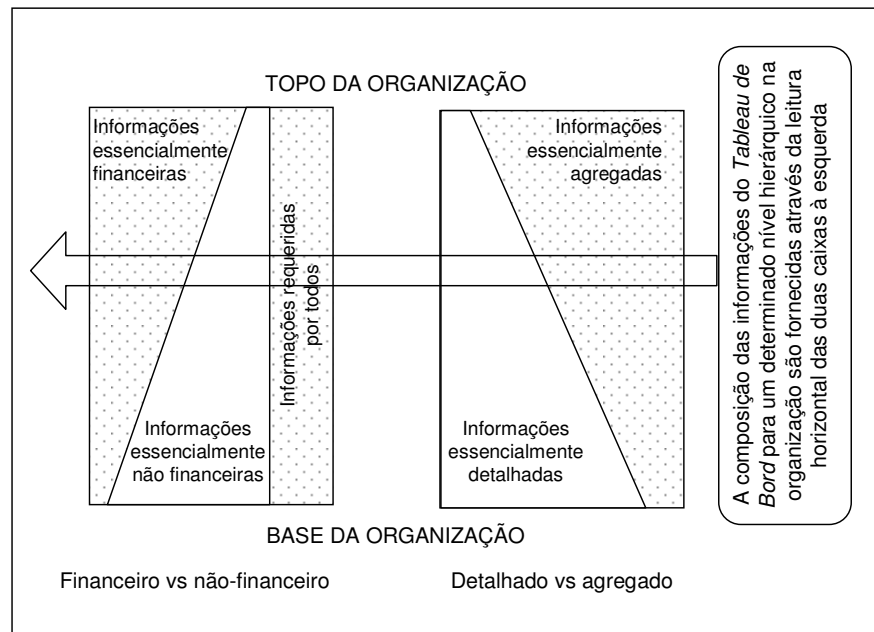 TOPO DA ORGANIZAÇÃO
Informações
essencialmente
financeiras
Informações requeridas
por todos
Informações
essencialmente
não financeiras
Informações
essencialmente
agregadas
Informações
essencialmente
detalhadas
A composição das informações do Tableau de
Bord para um determinado nível hierárquico na
organização são fornecidas através da leitura
horizontal das duas caixas à esquerda
BASE DA ORGANIZAÇÃO
Financeiro vs não-financeiro
Detalhado vs agregado